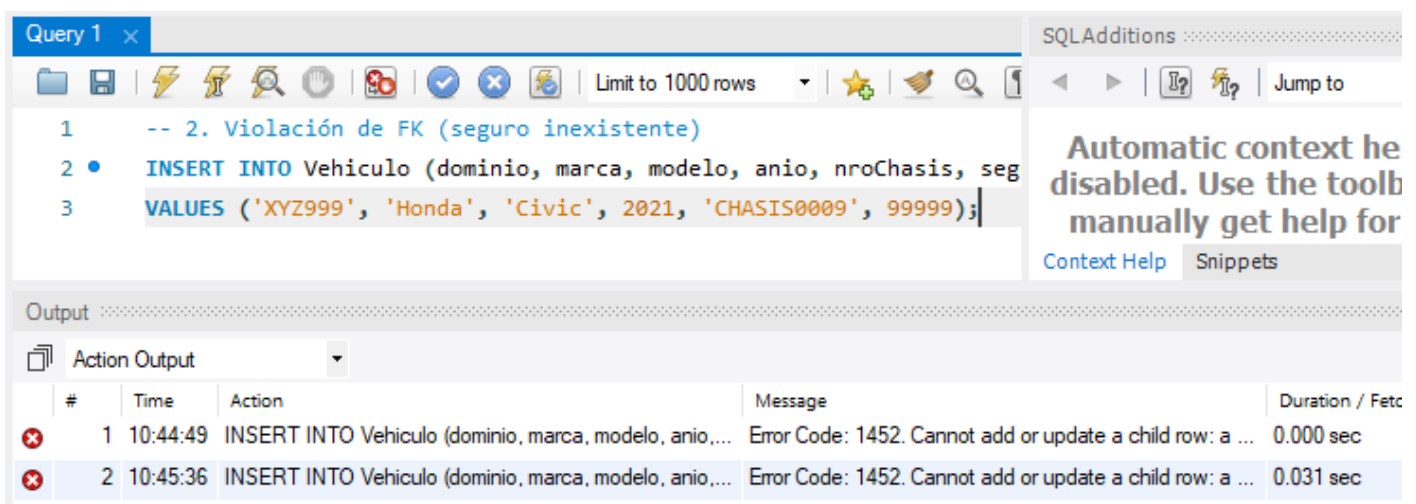 Query 1
SQLAdditions
Limit to 1000 rows
Jump to
1 -- 2. Violación de FK (seguro inexistente)
2 INSERT INTO Vehiculo (dominio, marca, modelo, anio, nroChasis, seg
3 VALUES ('XYZ999', 'Honda', 'Civic', 2021, 'CHASIS0009', 99999);
Automatic context he
disabled. Use the toolb
manually get help for
Context Help Snippets
Output
Action Output
# Time Action Message Duration / Fetc
1 10:44:49 INSERT INTO Vehiculo (dominio, marca, modelo, anio,... Error Code: 1452. Cannot add or update a child row: a ... 0.000 sec
2 10:45:36 INSERT INTO Vehiculo (dominio, marca, modelo, anio,... Error Code: 1452. Cannot add or update a child row: a ... 0.031 sec